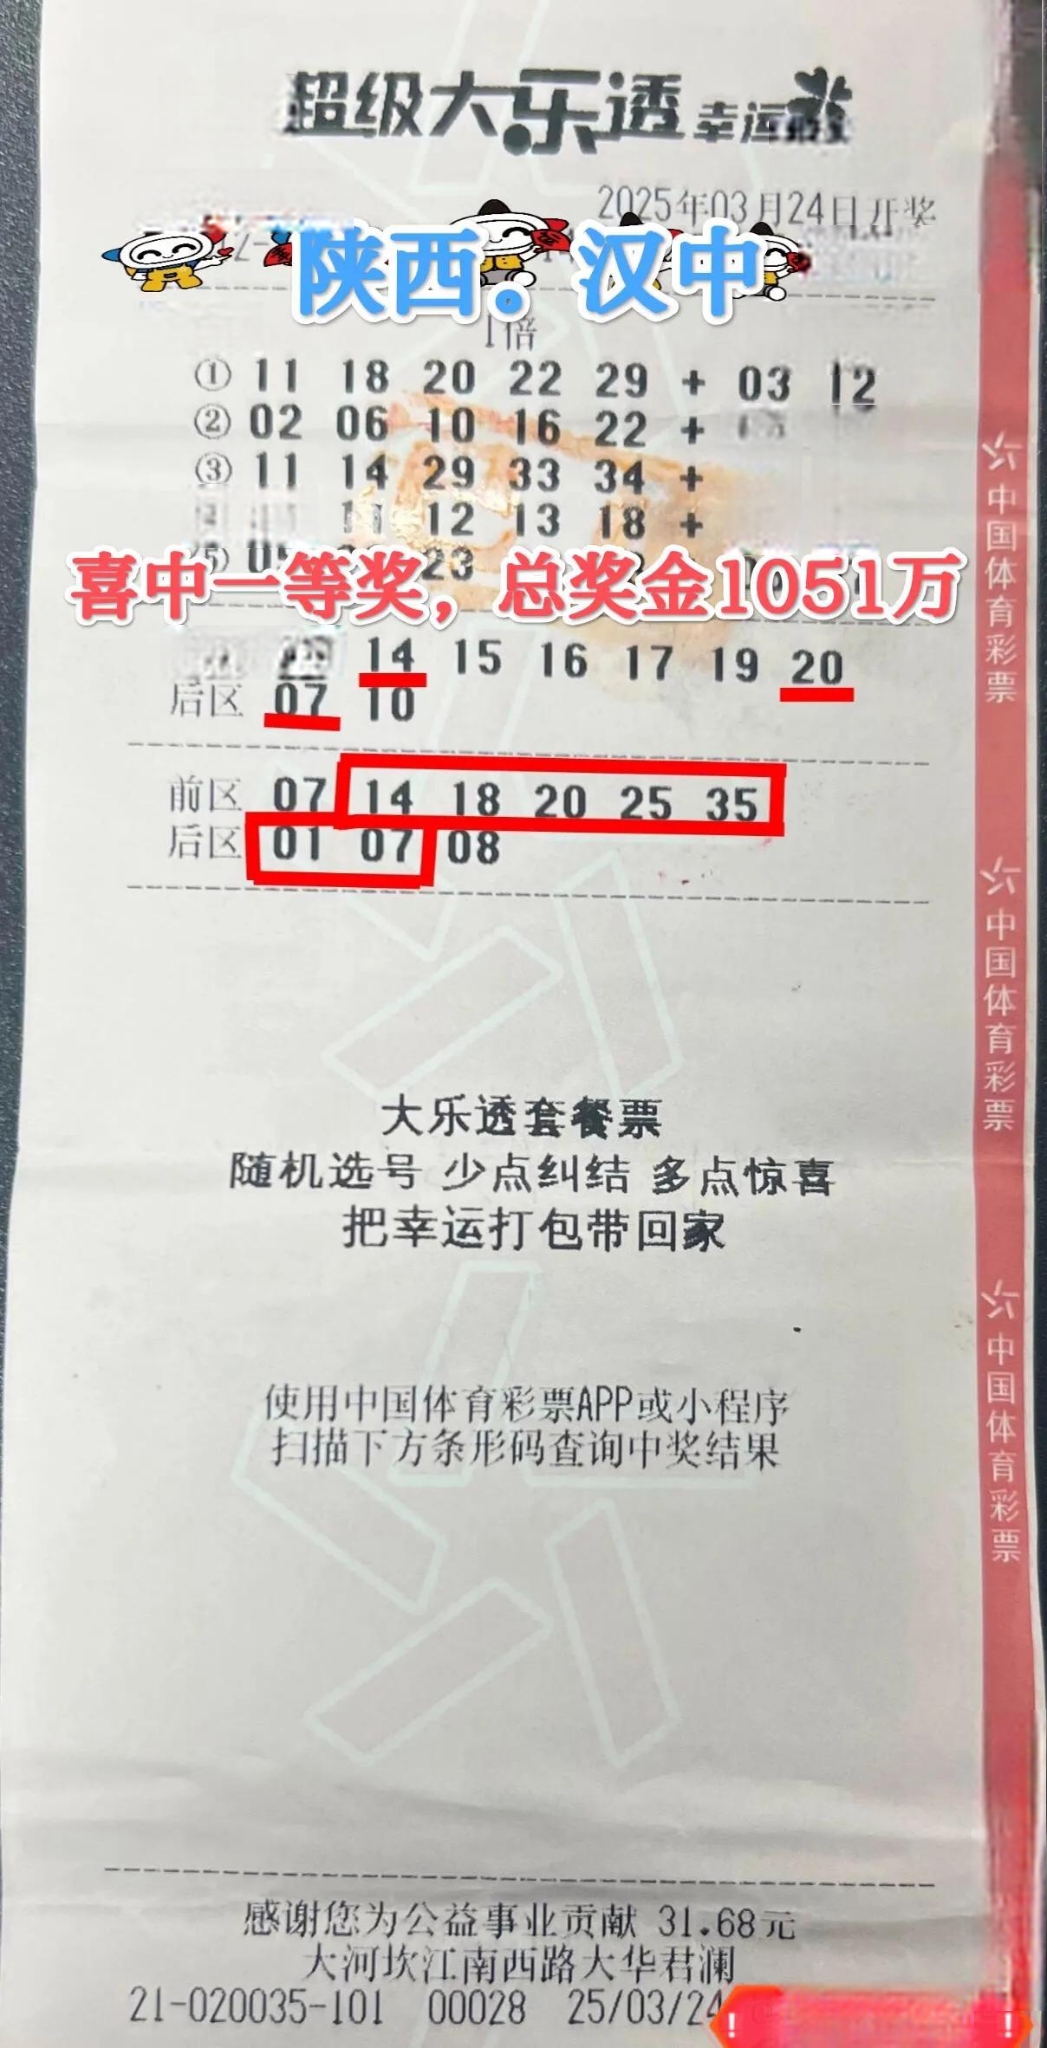 超级大乐透 幸运
2025年03月24日开奖
陕西。汉中
1倍
① 11 18 20 22 29 + 03 12
② 02 06 10 16 22 +
③ 11 14 29 33 34 +
12 13 18 +
23
喜中一等奖，总奖金1051万
14 15 16 17 19 20
后区 07 10
前区 07 14 18 20 25 35
后区 01 07 08
大乐透套餐票
随机选号 少点纠结 多点惊喜
把幸运打包带回家
使用中国体育彩票APP或小程序
扫描下方条形码查询中奖结果
感谢您为公益事业贡献 31.68元
大河坎江南西路大华君澜
21-020035-101 00028 25/03/24
中国体育彩票
中国体育彩票
中国体育彩票